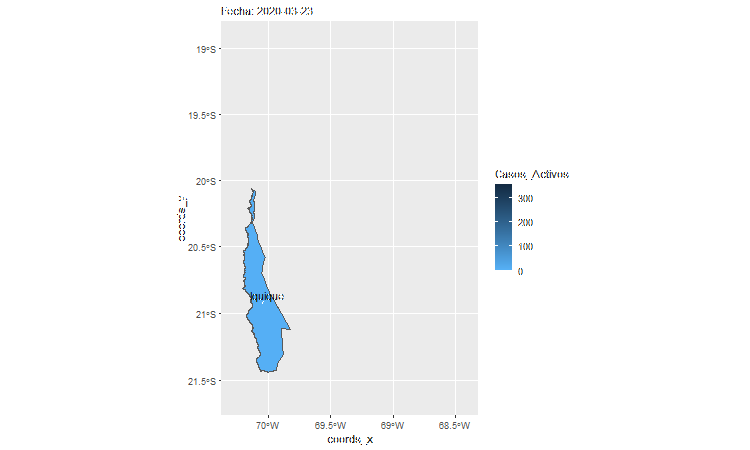 Fecha: 2020-03-23
19°S
19.5°S
20°S
20.5°S
21°S
21.5°S
coords_y
Iquique
70°W
69.5°W
69°W
68.5°W
coords_x
Casos_Activos
300
200
100
0